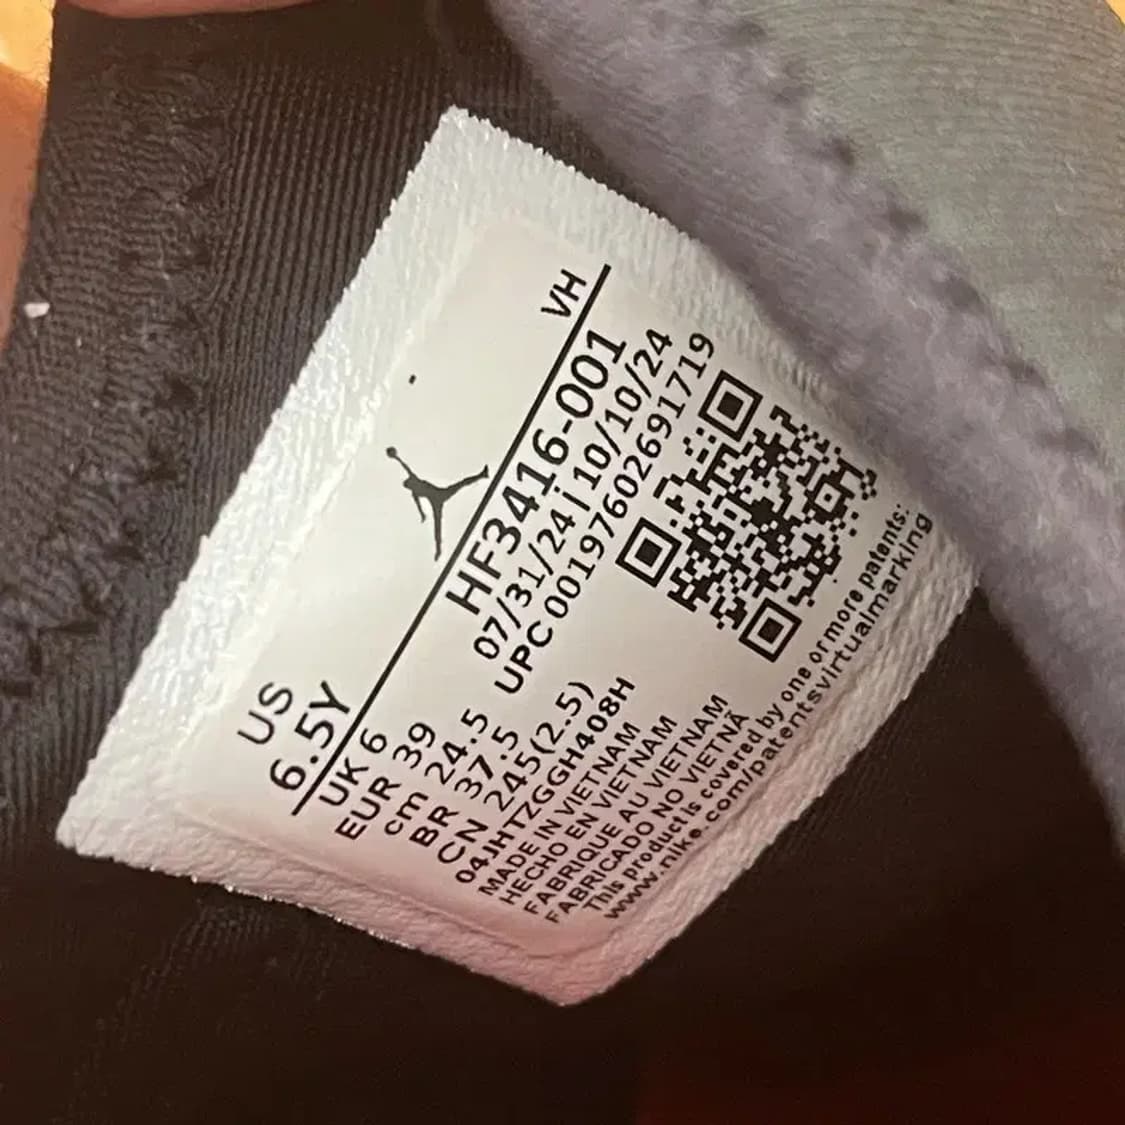 US
6.5Y
VH
UK 6
EUR 39
cm 24.5
BR 37.5
CN 245(2.5)
HF3416-001
07/31/24 | 10/10/24
UPC 00197602691719
04JHTZGGH408H
MADE IN VIETNAM
HECHO EN VIETNAM
FABRIQUE AU VIETNAM
FABRICADO NO VIETNÃ
This product is covered by one or more patents:
www.nike.com/patentsvirtualmarking